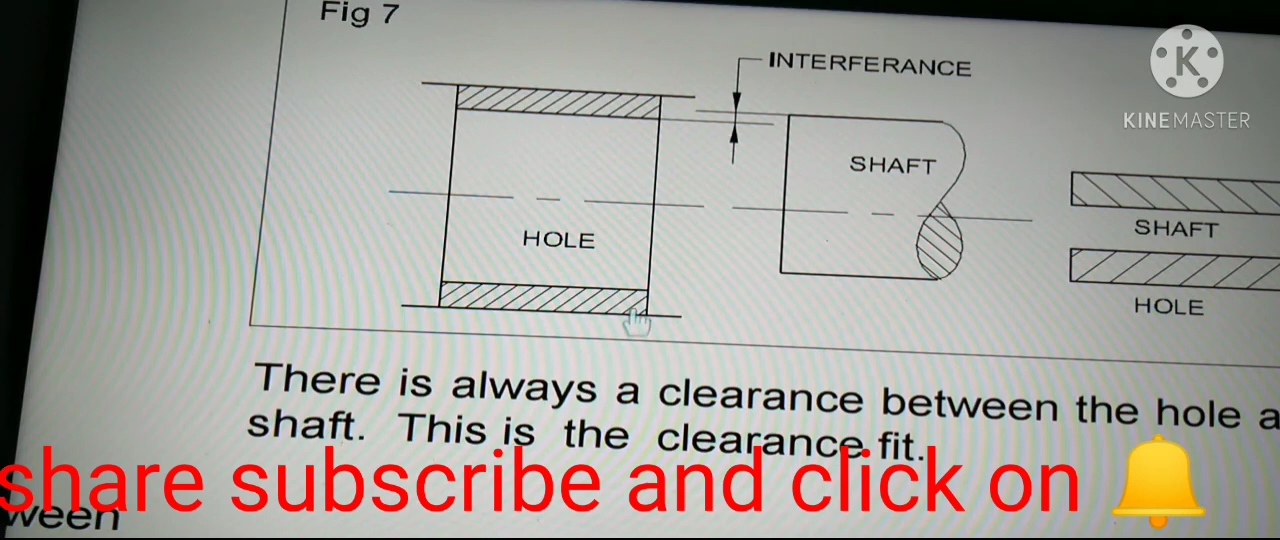 Fig 7
INTERFERANCE
K
KINEMASTER
SHAFT
SHAFT
HOLE
HOLE
There is always a clearance between the hole a
shaft. This is the clearance fit.
share subscribe and click on
ween